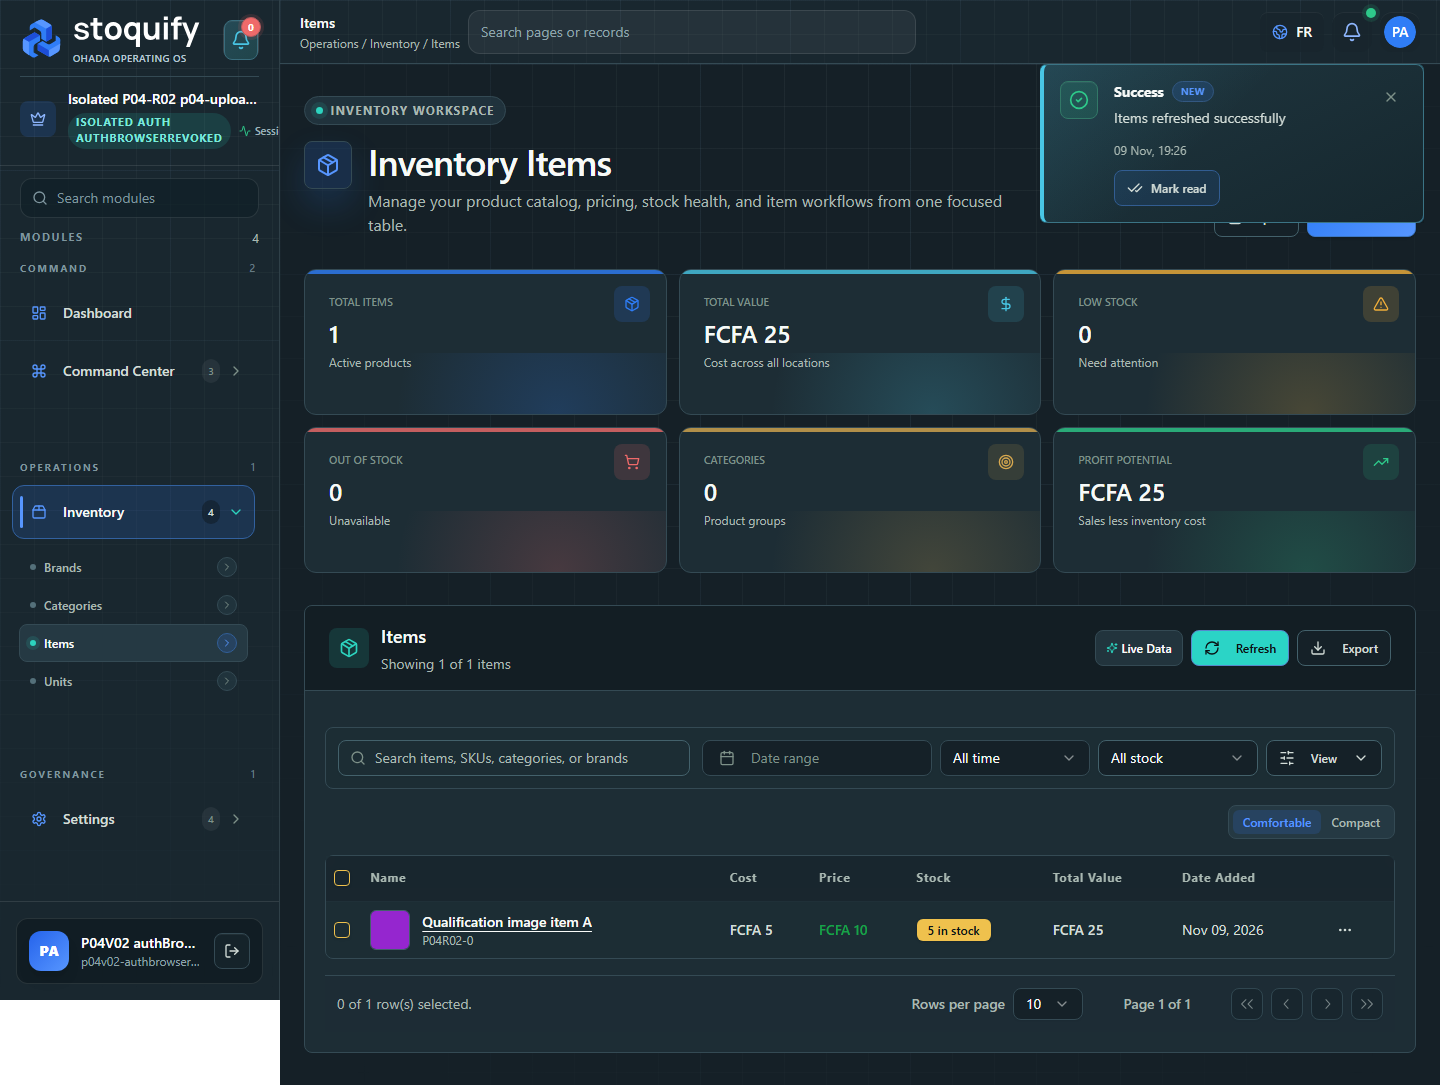 stoquify
OHADA OPERATING OS
0
Isolated P04-R02 p04-uploa...
ISOLATED AUTH
AUTHBROWSERREVOKED
Sessi
Search modules
MODULES 4
COMMAND 2
Dashboard
Command Center 3
OPERATIONS 1
Inventory 4
Brands
Categories
Items
Units
GOVERNANCE 1
Settings 4
PA
P04V02 authBro...
p04v02-authbrowser...
Items
Operations / Inventory / Items
Search pages or records
FR
PA
Success NEW
Items refreshed successfully
09 Nov, 19:26
Mark read
INVENTORY WORKSPACE
Inventory Items
Manage your product catalog, pricing, stock health, and item workflows from one focused
table.
TOTAL ITEMS
1
Active products
TOTAL VALUE
FCFA 25
Cost across all locations
LOW STOCK
0
Need attention
OUT OF STOCK
0
Unavailable
CATEGORIES
0
Product groups
PROFIT POTENTIAL
FCFA 25
Sales less inventory cost
Items
Showing 1 of 1 items
Live Data
Refresh
Export
Search items, SKUs, categories, or brands
Date range
All time
All stock
View
Comfortable Compact
Name Cost Price Stock Total Value Date Added
Qualification image item A
P04R02-0
FCFA 5 FCFA 10 5 in stock FCFA 25 Nov 09, 2026
0 of 1 row(s) selected.
Rows per page 10
Page 1 of 1